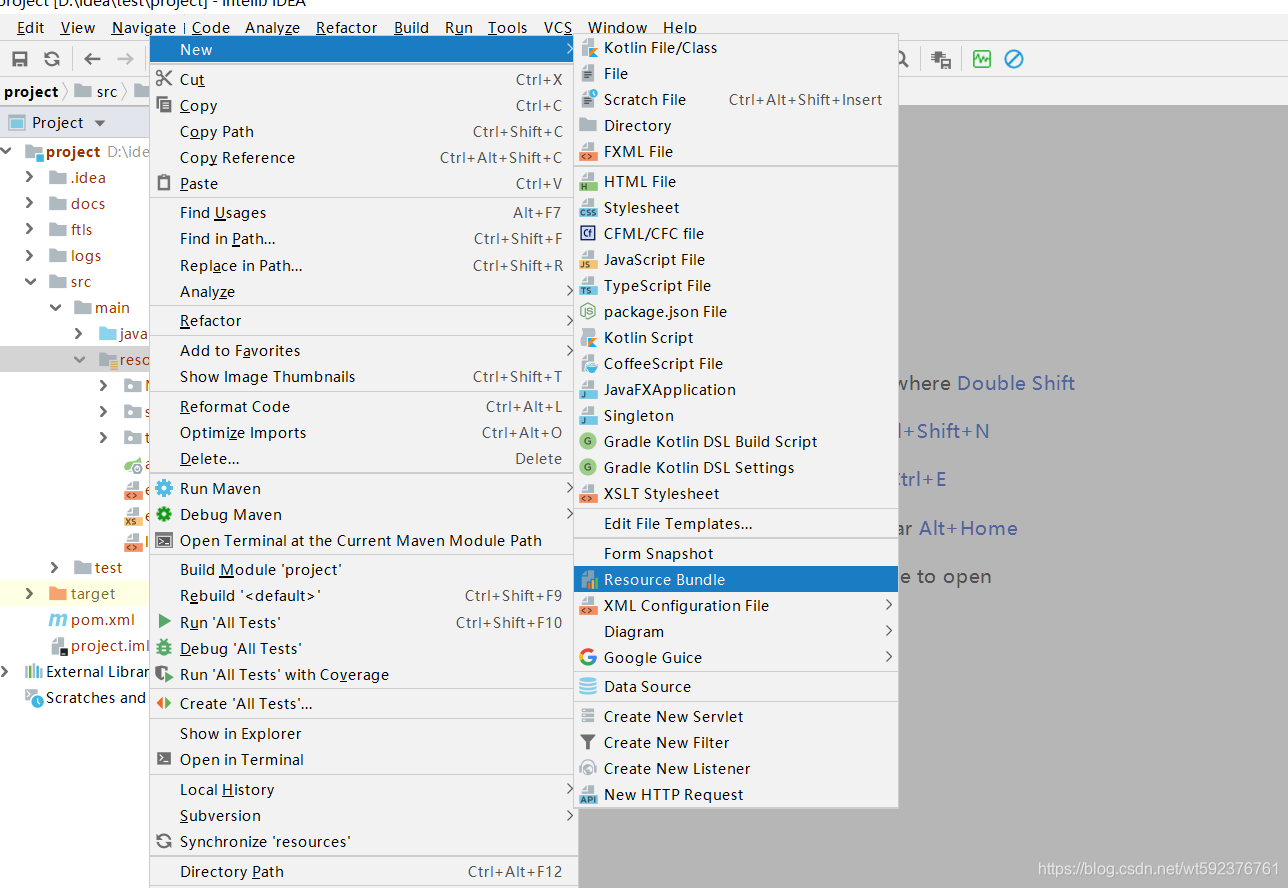 project [D:\idea\test\project] - IntelliJ IDEA
Edit View Navigate Code Analyze Refactor Build Run Tools VCS Window Help
project src
Project
project D:\ide
.idea
docs
ftls
logs
src
main
java
reso
test
target
pom.xml
project.iml
External Librar
Scratches and
New
Cut Ctrl+X
Copy Ctrl+C
Copy Path Ctrl+Shift+C
Copy Reference Ctrl+Alt+Shift+C
Paste Ctrl+V
Find Usages Alt+F7
Find in Path... Ctrl+Shift+F
Replace in Path... Ctrl+Shift+R
Analyze
Refactor
Add to Favorites
Show Image Thumbnails Ctrl+Shift+T
Reformat Code Ctrl+Alt+L
Optimize Imports Ctrl+Alt+O
Delete... Delete
Run Maven
Debug Maven
Open Terminal at the Current Maven Module Path
Build Module 'project'
Rebuild '<default>' Ctrl+Shift+F9
Run 'All Tests' Ctrl+Shift+F10
Debug 'All Tests'
Run 'All Tests' with Coverage
Create 'All Tests'...
Show in Explorer
Open in Terminal
Local History
Subversion
Synchronize 'resources'
Directory Path Ctrl+Alt+F12
Kotlin File/Class
File
Scratch File Ctrl+Alt+Shift+Insert
Directory
FXML File
HTML File
Stylesheet
CFML/CFC file
JavaScript File
TypeScript File
package.json File
Kotlin Script
CoffeeScript File
JavaFXApplication
Singleton
Gradle Kotlin DSL Build Script
Gradle Kotlin DSL Settings
XSLT Stylesheet
Edit File Templates...
Form Snapshot
Resource Bundle
XML Configuration File
Diagram
Google Guice
Data Source
Create New Servlet
Create New Filter
Create New Listener
New HTTP Request
where Double Shift
l+Shift+N
Ctrl+E
ar Alt+Home
e to open
https://blog.csdn.net/wt592376761